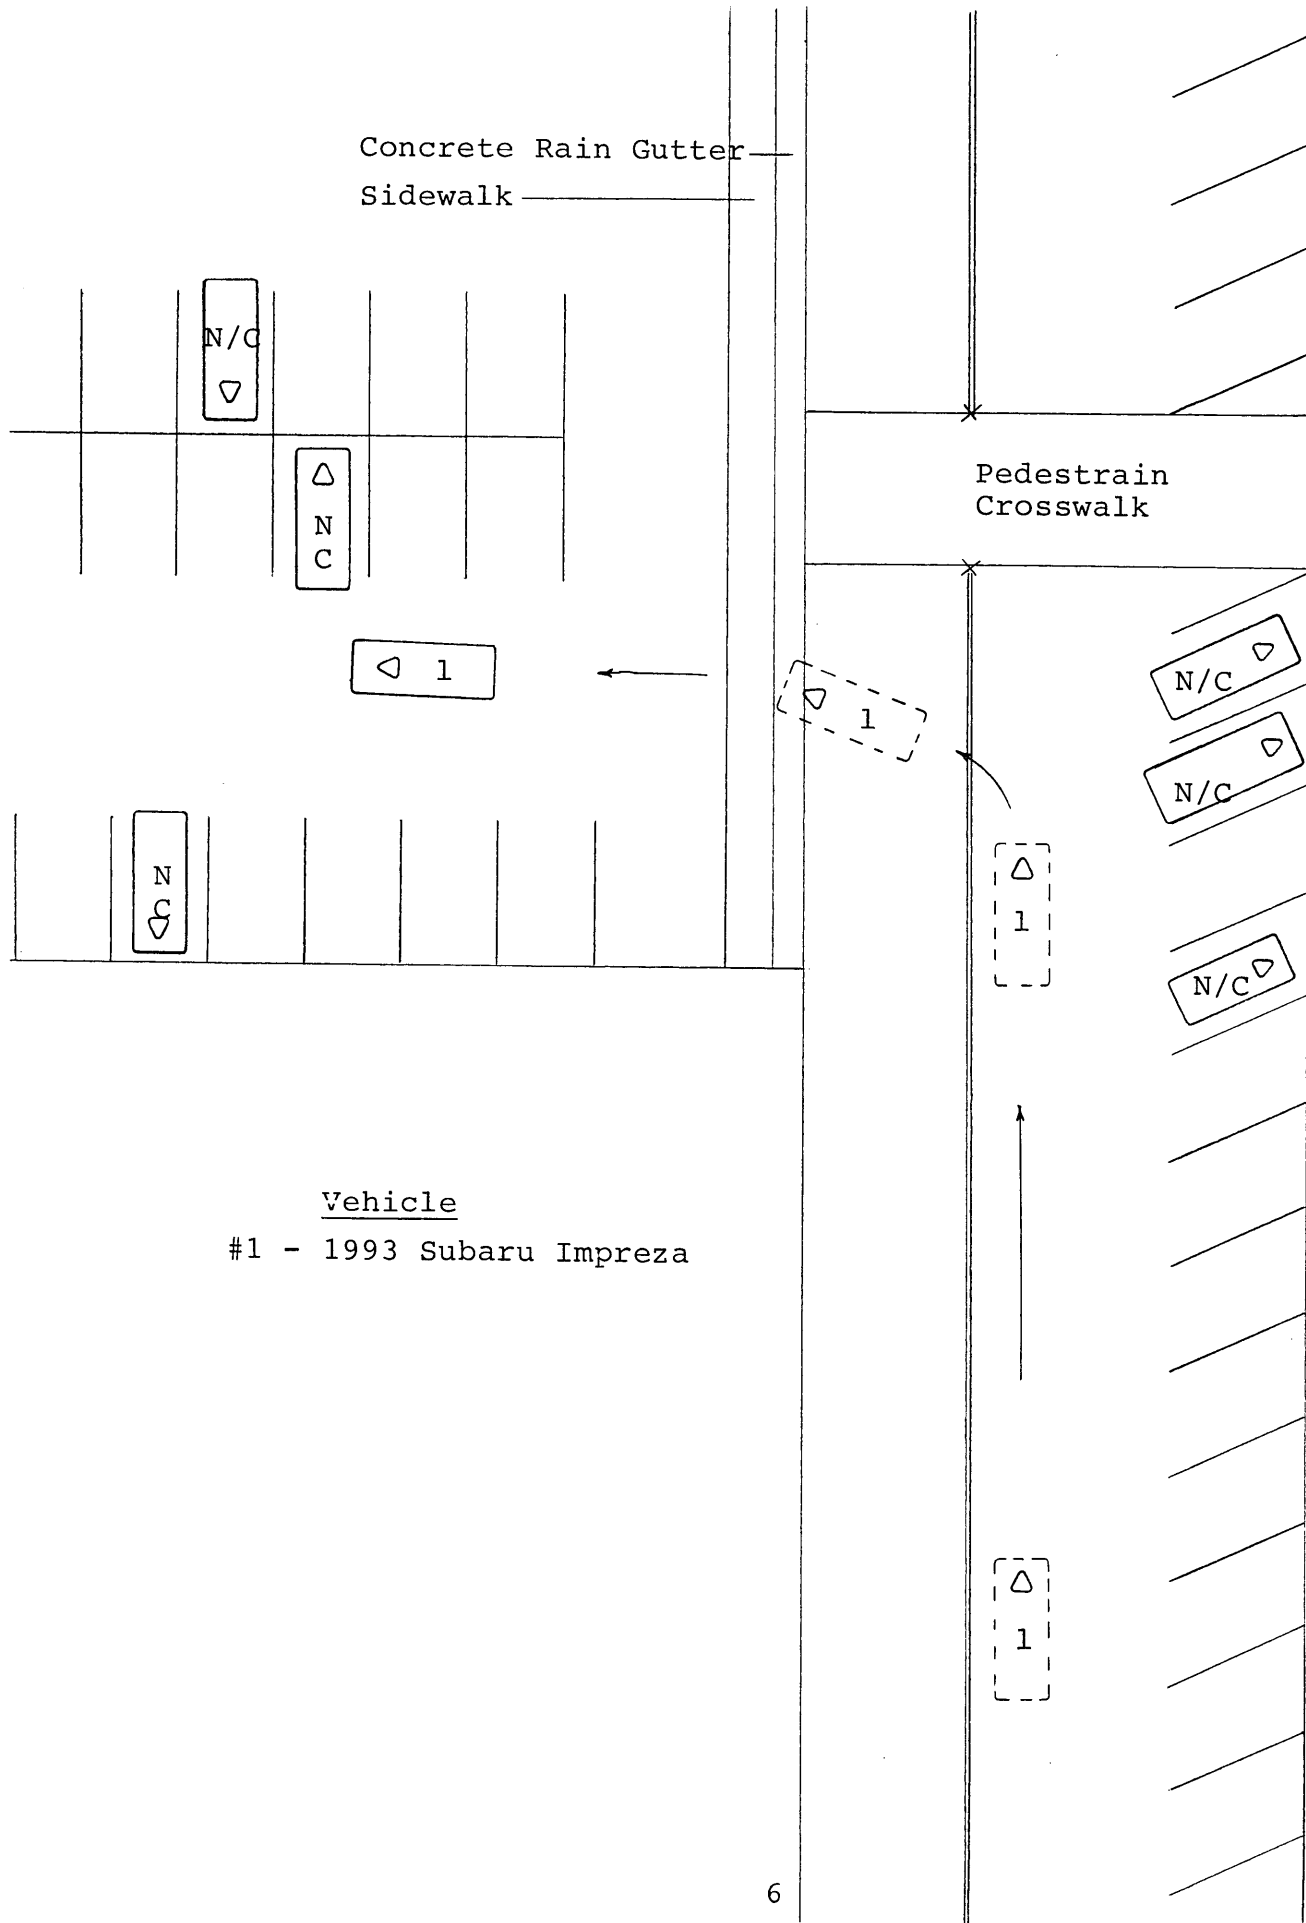 Concrete Rain Gutter
Sidewalk
N/C
N
C
Pedestrain
Crosswalk
1
1
N/C
N/C
N
C
1
N/C
Vehicle
#1 - 1993 Subaru Impreza
1
6